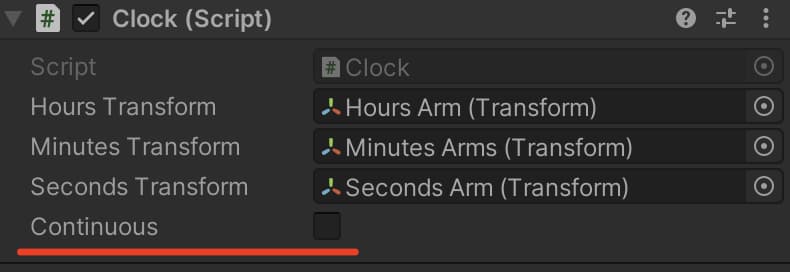 Clock (Script)
Script # Clock
Hours Transform Hours Arm (Transform)
Minutes Transform Minutes Arms (Transform)
Seconds Transform Seconds Arm (Transform)
Continuous